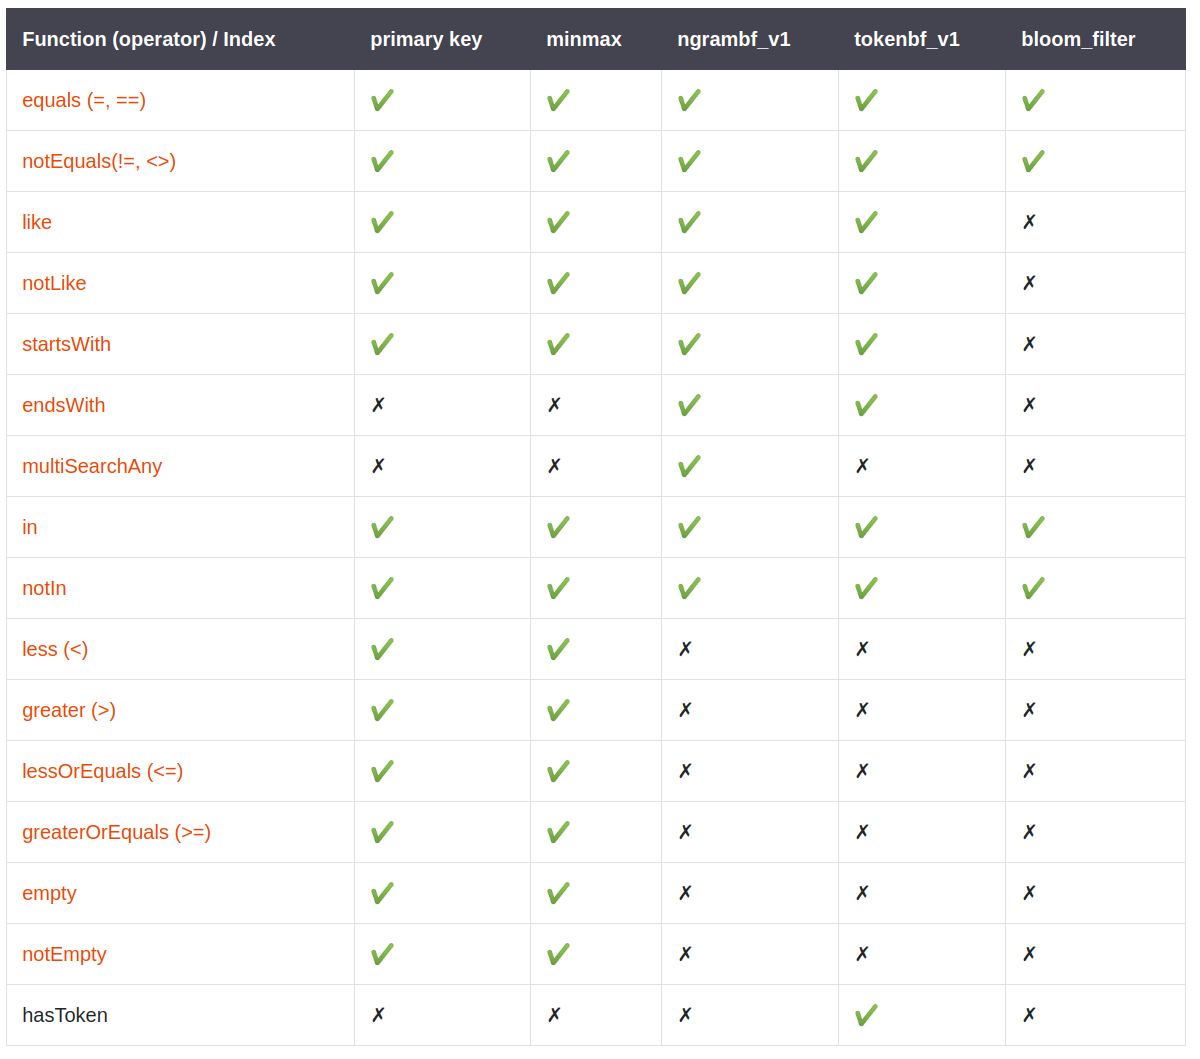 Function (operator) / Index primary key minmax ngrambf_v1 tokenbf_v1 bloom_filter
equals (=, ==) ✔ ✔ ✔ ✔ ✔
notEquals(!=, <>) ✔ ✔ ✔ ✔ ✔
like ✔ ✔ ✔ ✔ ✗
notLike ✔ ✔ ✔ ✔ ✗
startsWith ✔ ✔ ✔ ✔ ✗
endsWith ✗ ✗ ✔ ✔ ✗
multiSearchAny ✗ ✗ ✔ ✗ ✗
in ✔ ✔ ✔ ✔ ✔
notIn ✔ ✔ ✔ ✔ ✔
less (<) ✔ ✔ ✗ ✗ ✗
greater (>) ✔ ✔ ✗ ✗ ✗
lessOrEquals (<=) ✔ ✔ ✗ ✗ ✗
greaterOrEquals (>=) ✔ ✔ ✗ ✗ ✗
empty ✔ ✔ ✗ ✗ ✗
notEmpty ✔ ✔ ✗ ✗ ✗
hasToken ✗ ✗ ✗ ✔ ✗